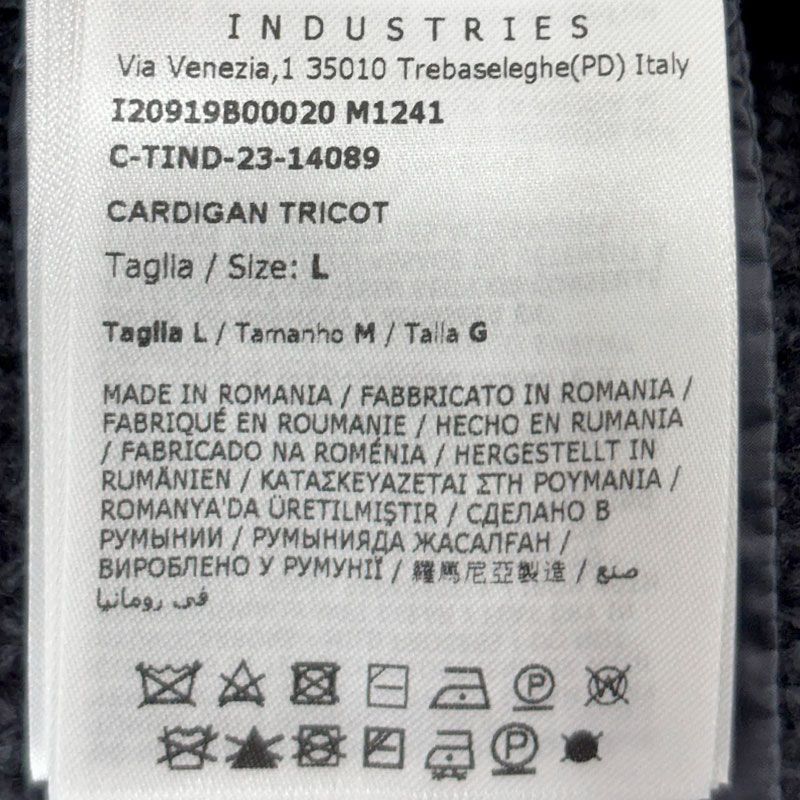 INDUSTRIES
Via Venezia,1 35010 Trebaseleghe(PD) Italy
I20919B00020 M1241
C-TIND-23-14089
CARDIGAN TRICOT
Taglia / Size: L
Taglia L / Tamanho M / Talla G
MADE IN ROMANIA / FABBRICATO IN ROMANIA /
FABRIQUÉ EN ROUMANIE / HECHO EN RUMANIA
/ FABRICADO NA ROMÉNIA / HERGESTELLT IN
RUMÄNIEN / ΚΑΤΑΣΚΕΥΑΖΕΤΑΙ ΣΤΗ ΡΟΥΜΑΝΙΑ /
ROMANYA'DA ÜRETILMIŞTIR / СДЕЛАНО В
РУМЫНИИ / РУМЫНИЯДА ЖАСАЛҒАН /
ВИРОБЛЕНО У РУМУНІЇ / 羅馬尼亞製造 / صنع
في رومانيا
P W
P